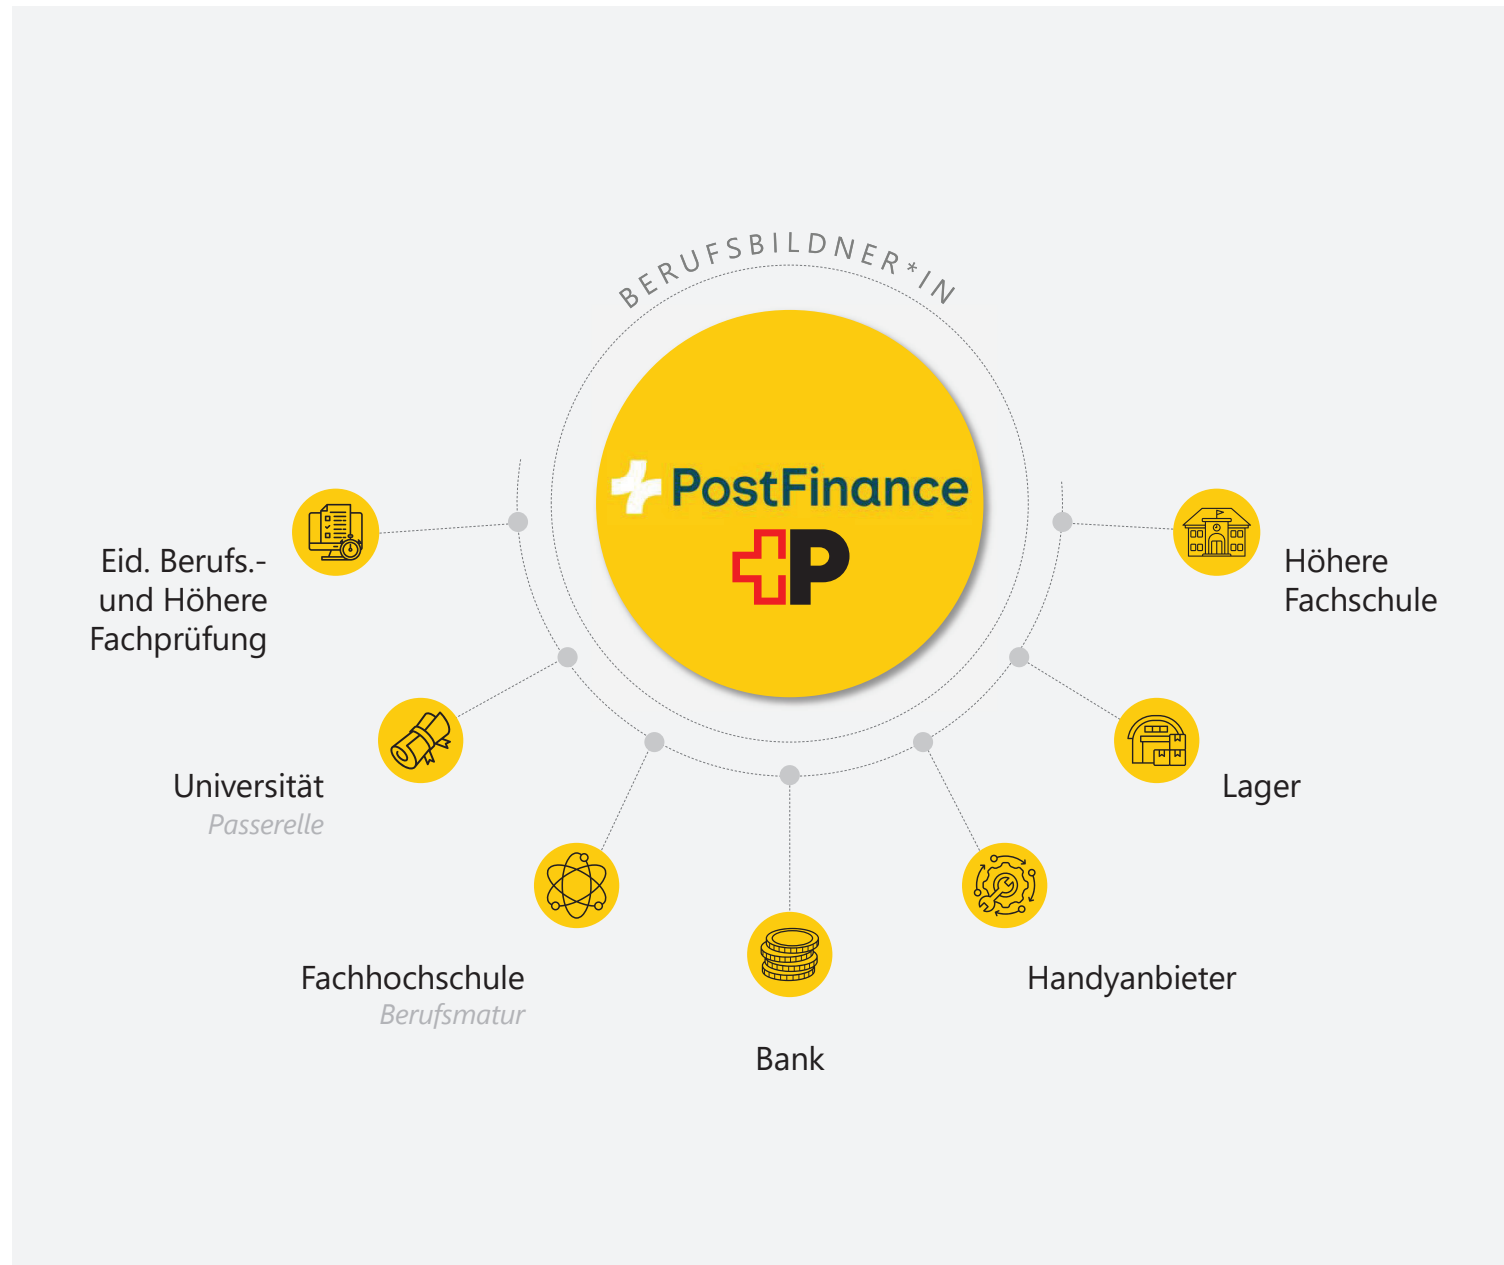 BERUFSBILDNER*IN
PostFinance
P
Eid. Berufs.-
und Höhere
Fachprüfung
Höhere
Fachschule
Universität
Passerelle
Lager
Fachhochschule
Berufsmatur
Handyanbieter
Bank